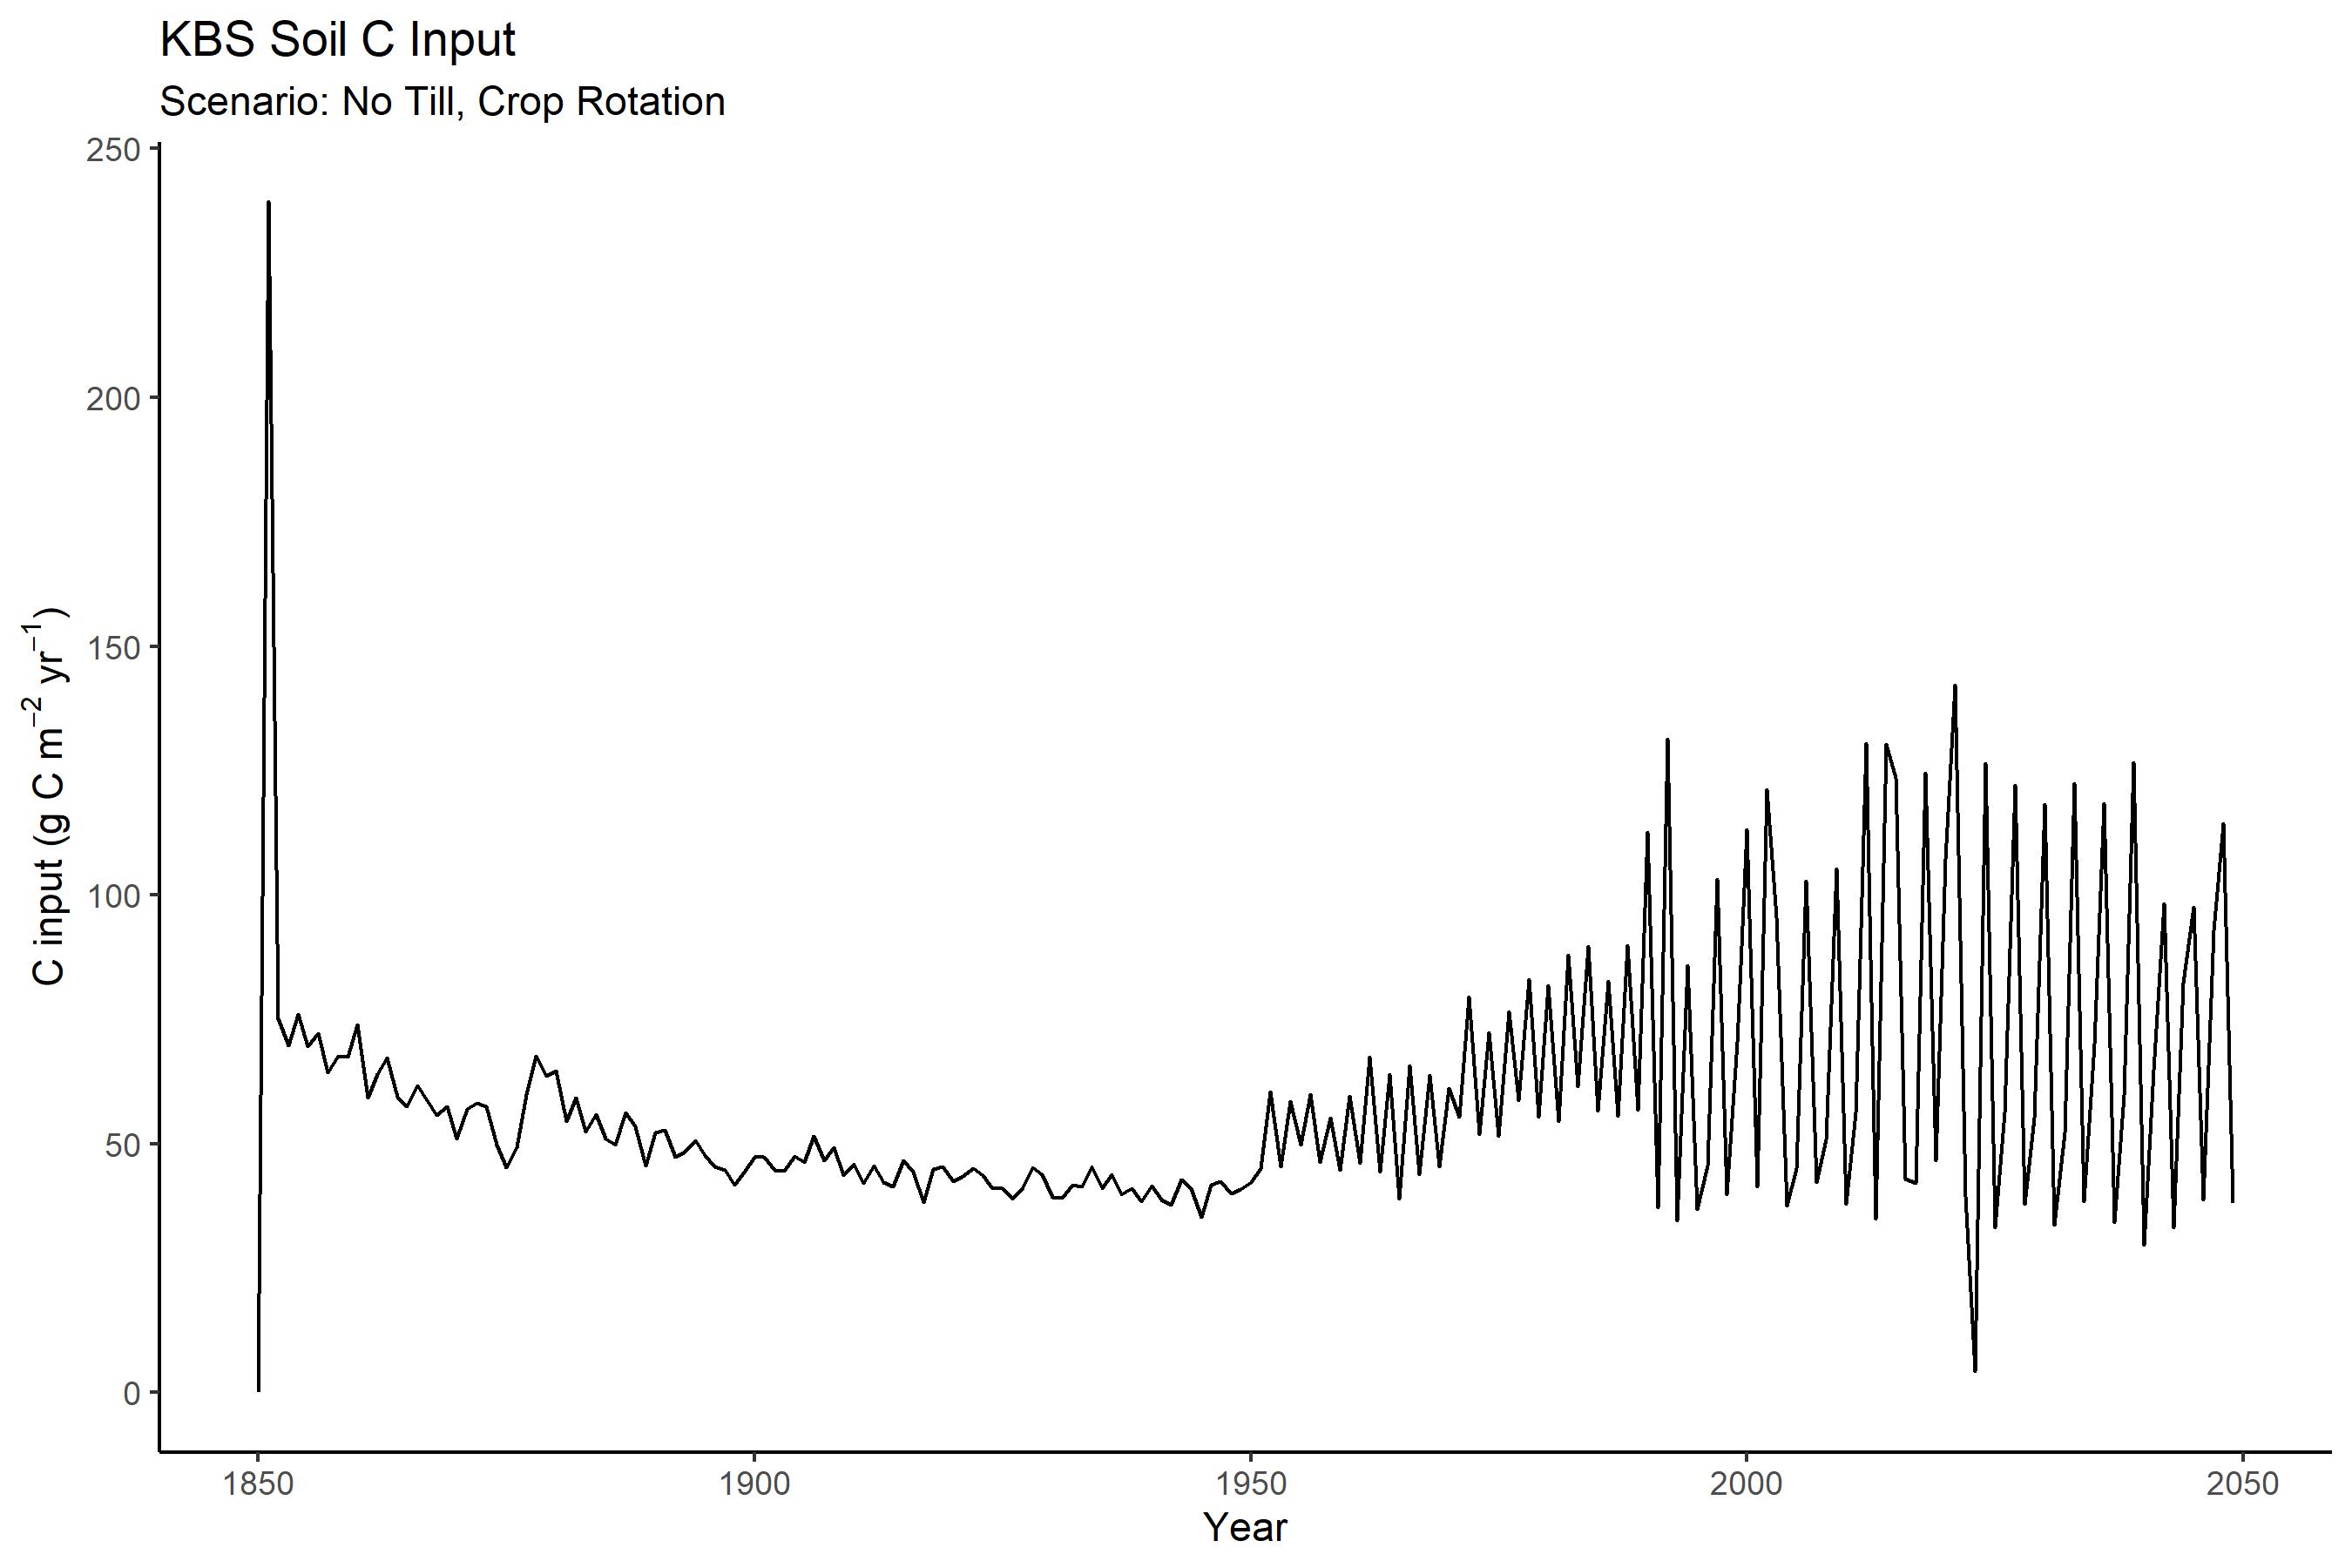 KBS Soil C Input
Scenario: No Till, Crop Rotation
250
200
150
100
50
0
C input (g C m⁻² yr⁻¹)
1850 1900 1950 2000 2050
Year